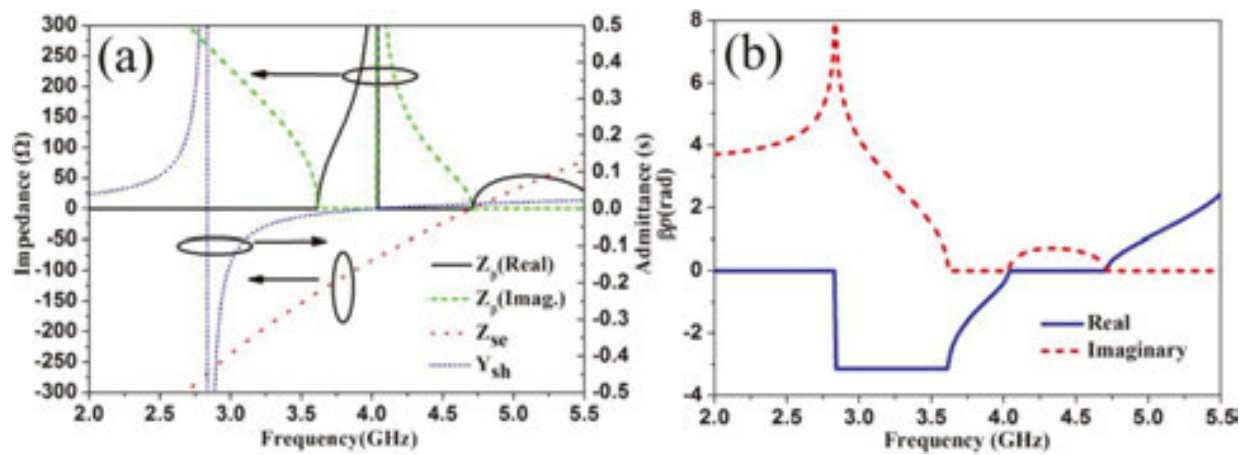 (a)
300
250
200
150
100
50
0
-50
-100
-150
-200
-250
-300
Impedance (Ω)
0.5
0.4
0.3
0.2
0.1
0.0
-0.1
-0.2
-0.3
-0.4
-0.5
Admittance (s)
Zp(Real)
Zp(Imag.)
Zse
Ysh
2.0 2.5 3.0 3.5 4.0 4.5 5.0 5.5
Frequency(GHz)
(b)
8
6
4
2
0
-2
-4
βρ(rad)
Real
Imaginary
2.0 2.5 3.0 3.5 4.0 4.5 5.0 5.5
Frequency (GHz)